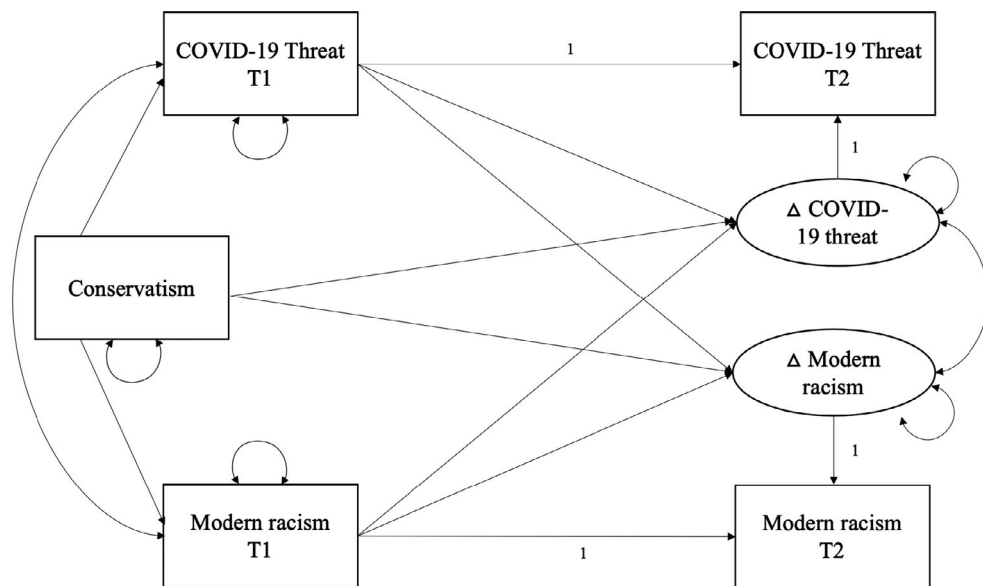 COVID-19 Threat
T1
1
COVID-19 Threat
T2
1
Δ COVID-
19 threat
Conservatism
Δ Modern
racism
1
Modern racism
T1
1
Modern racism
T2